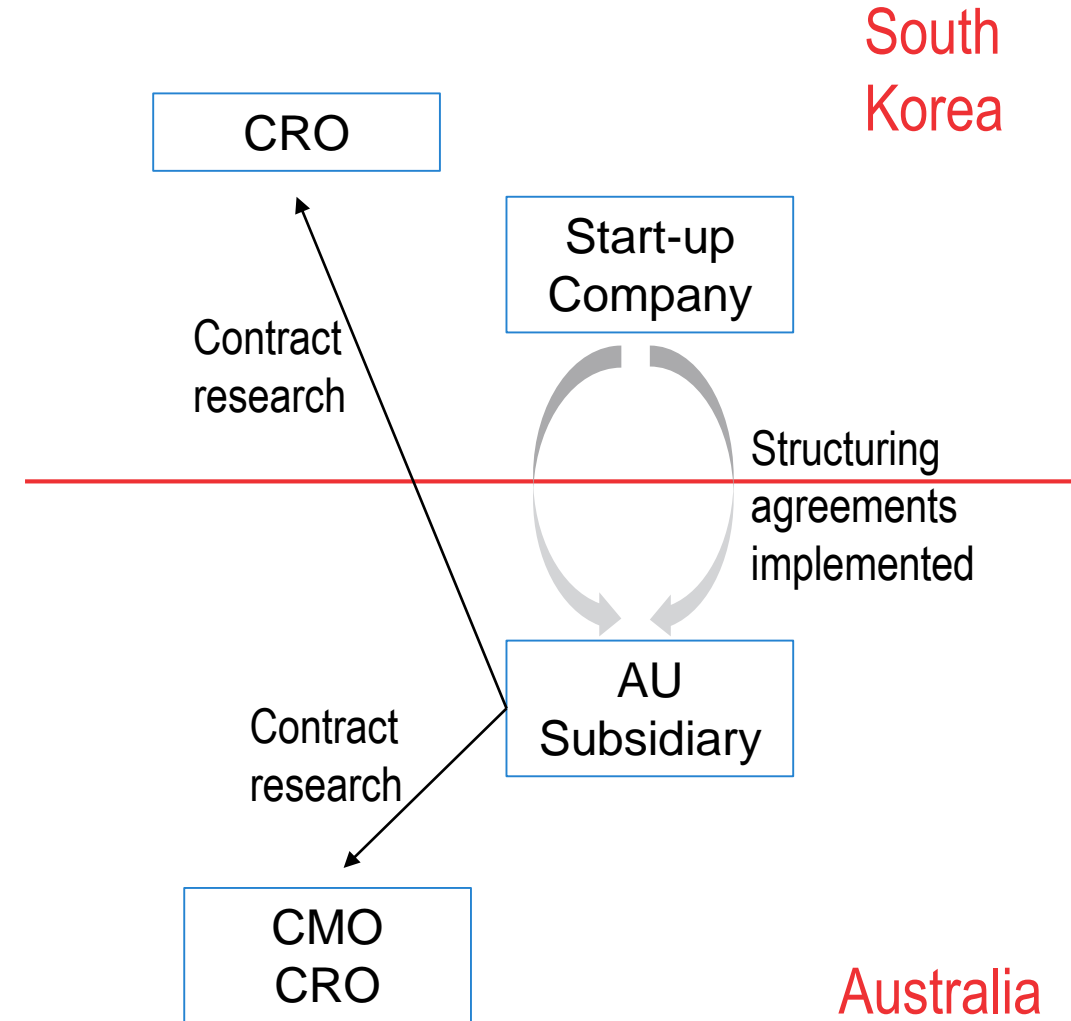 South
Korea
CRO
Start-up
Company
Contract
research
Structuring
agreements
implemented
AU
Subsidiary
Contract
research
CMO
CRO
Australia